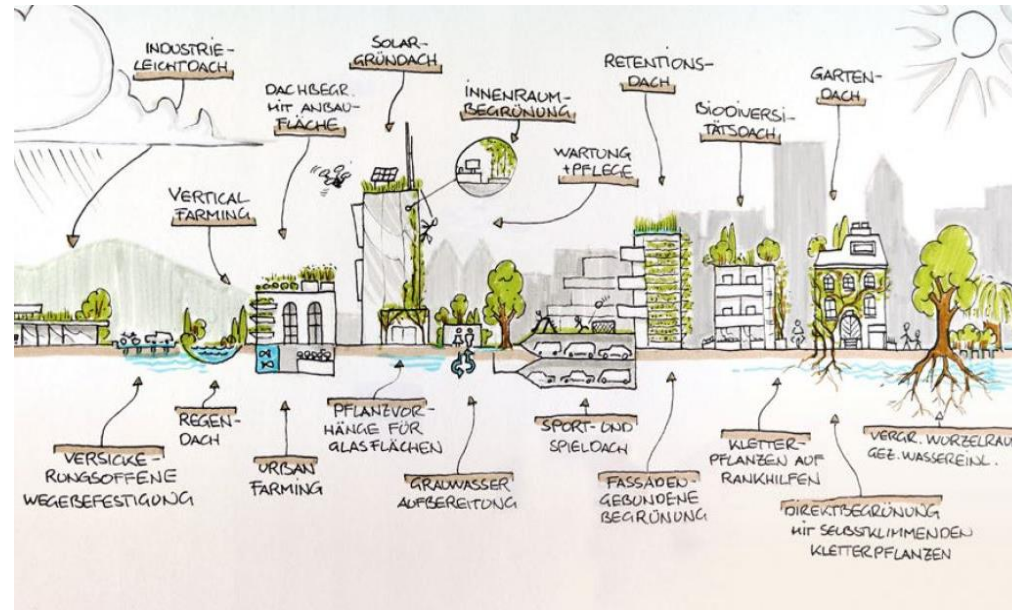 INDUSTRIE-
LEICHTDACH
DACHBEGR.
MIT ANBAU-
FLÄCHE
SOLAR-
GRÜNDACH
INNENRAUM-
BEGRÜNUNG
WARTUNG
+PFLEGE
RETENTIONS-
DACH
BIODIVERSI-
TÄTSDACH
GARTEN-
DACH
VERTICAL
FARMING
VERSICKE-
RUNGSOFFENE
WEGEBEFESTIGUNG
REGEN-
DACH
URBAN
FARMING
PFLANZVOR-
HÄNGE FÜR
GLASFLÄCHEN
GRAUWASSER
AUFBEREITUNG
SPORT- UND
SPIELDACH
FASSADEN-
GEBUNDENE
BEGRÜNUNG
KLETTER-
PFLANZEN AUF
RANKHILFEN
DIREKTBEGRÜNUNG
MIT SELBSTKLIMMENDEN
KLETTERPFLANZEN
VERGR. WURZELRAUM
GEZ. WASSEREINL.